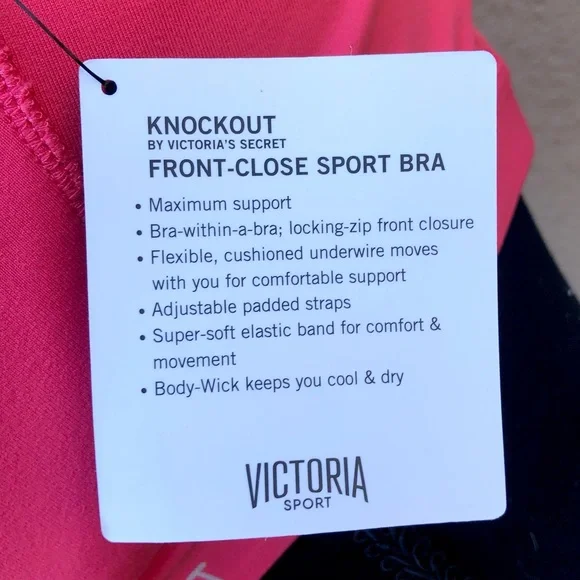 KNOCKOUT
BY VICTORIA'S SECRET
FRONT-CLOSE SPORT BRA
• Maximum support
• Bra-within-a-bra; locking-zip front closure
• Flexible, cushioned underwire moves
with you for comfortable support
• Adjustable padded straps
• Super-soft elastic band for comfort &
movement
• Body-Wick keeps you cool & dry
VICTORIA
SPORT